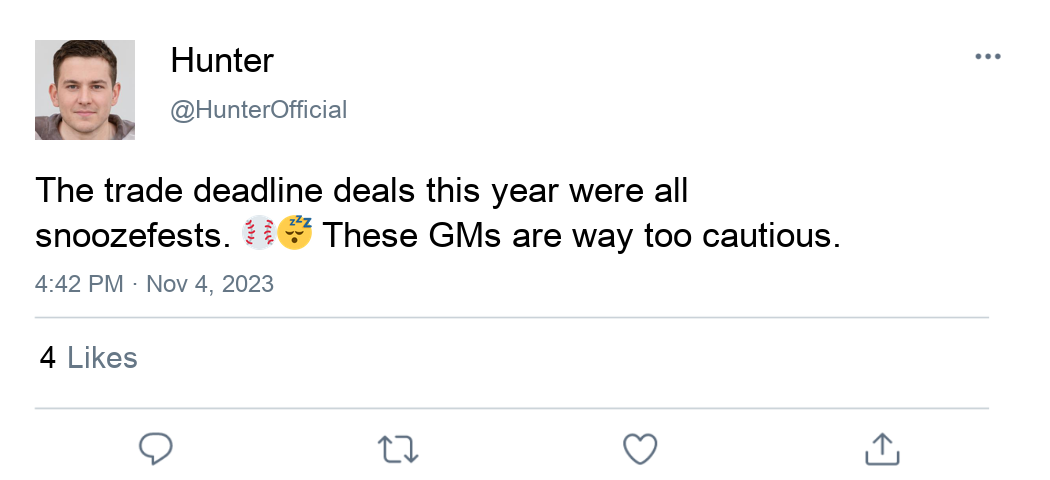 Hunter
@HunterOfficial
The trade deadline deals this year were all
snoozefests. ⚾😴 These GMs are way too cautious.
4:42 PM · Nov 4, 2023
4 Likes